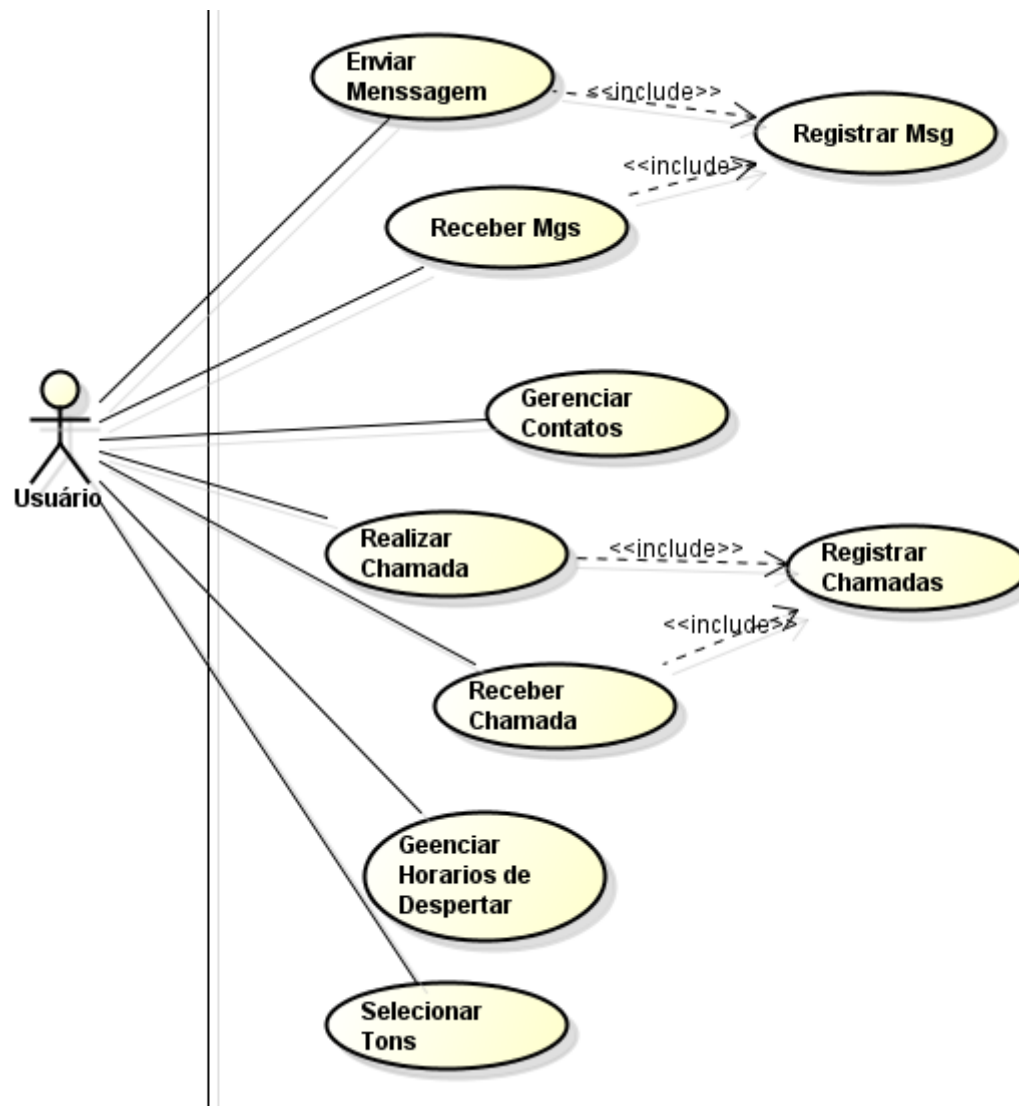 Enviar
Menssagem
<<include>>
Registrar Msg
<<include>>
Receber Mgs
Gerenciar
Contatos
Usuário
Realizar
Chamada
<<include>>
Registrar
Chamadas
<<include>>
Receber
Chamada
Geenciar
Horarios de
Despertar
Selecionar
Tons